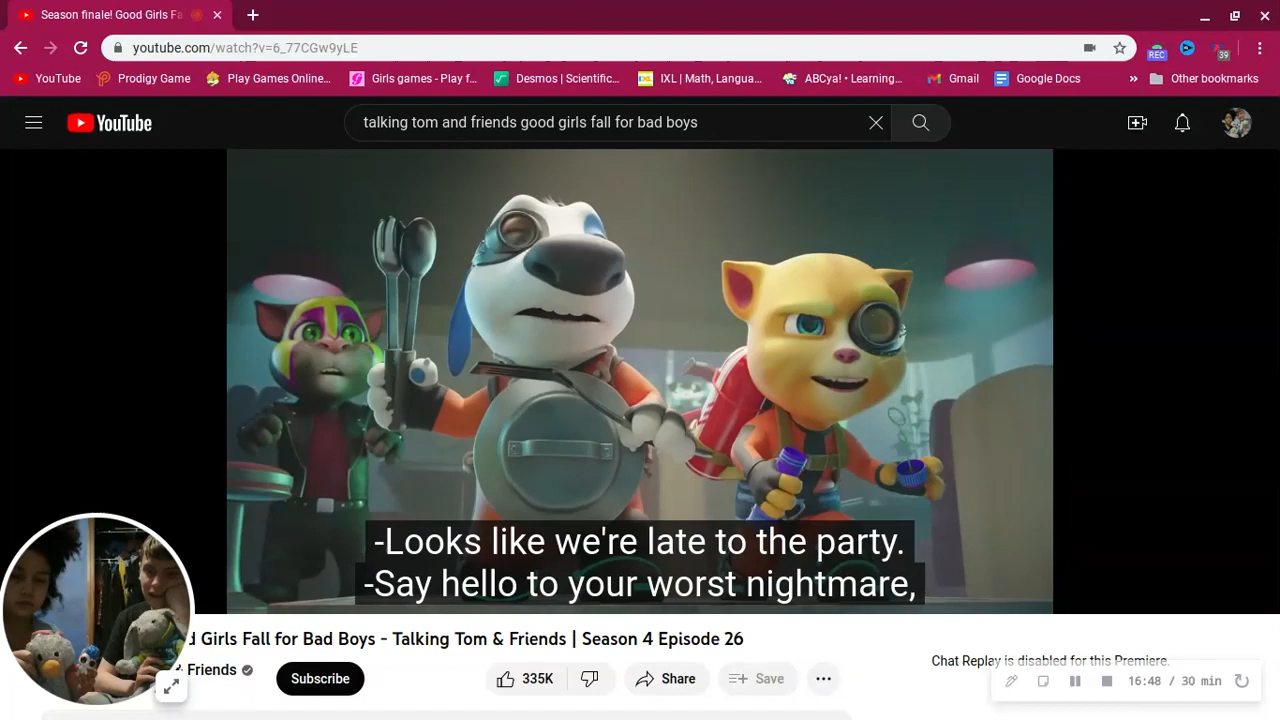 Season finale! Good Girls Fa
youtube.com/watch?v=6_77CGw9yLE
REC
39
YouTube
Prodigy Game
Play Games Online...
Girls games - Play f...
Desmos | Scientific...
IXL | Math, Langua...
ABCya! • Learning...
Gmail
Google Docs
»
Other bookmarks
YouTube
talking tom and friends good girls fall for bad boys
-Looks like we're late to the party.
-Say hello to your worst nightmare,
d Girls Fall for Bad Boys - Talking Tom & Friends | Season 4 Episode 26
Friends
Subscribe
335K
Share
Save
Chat Replay is disabled for this Premiere.
16:48 / 30 min